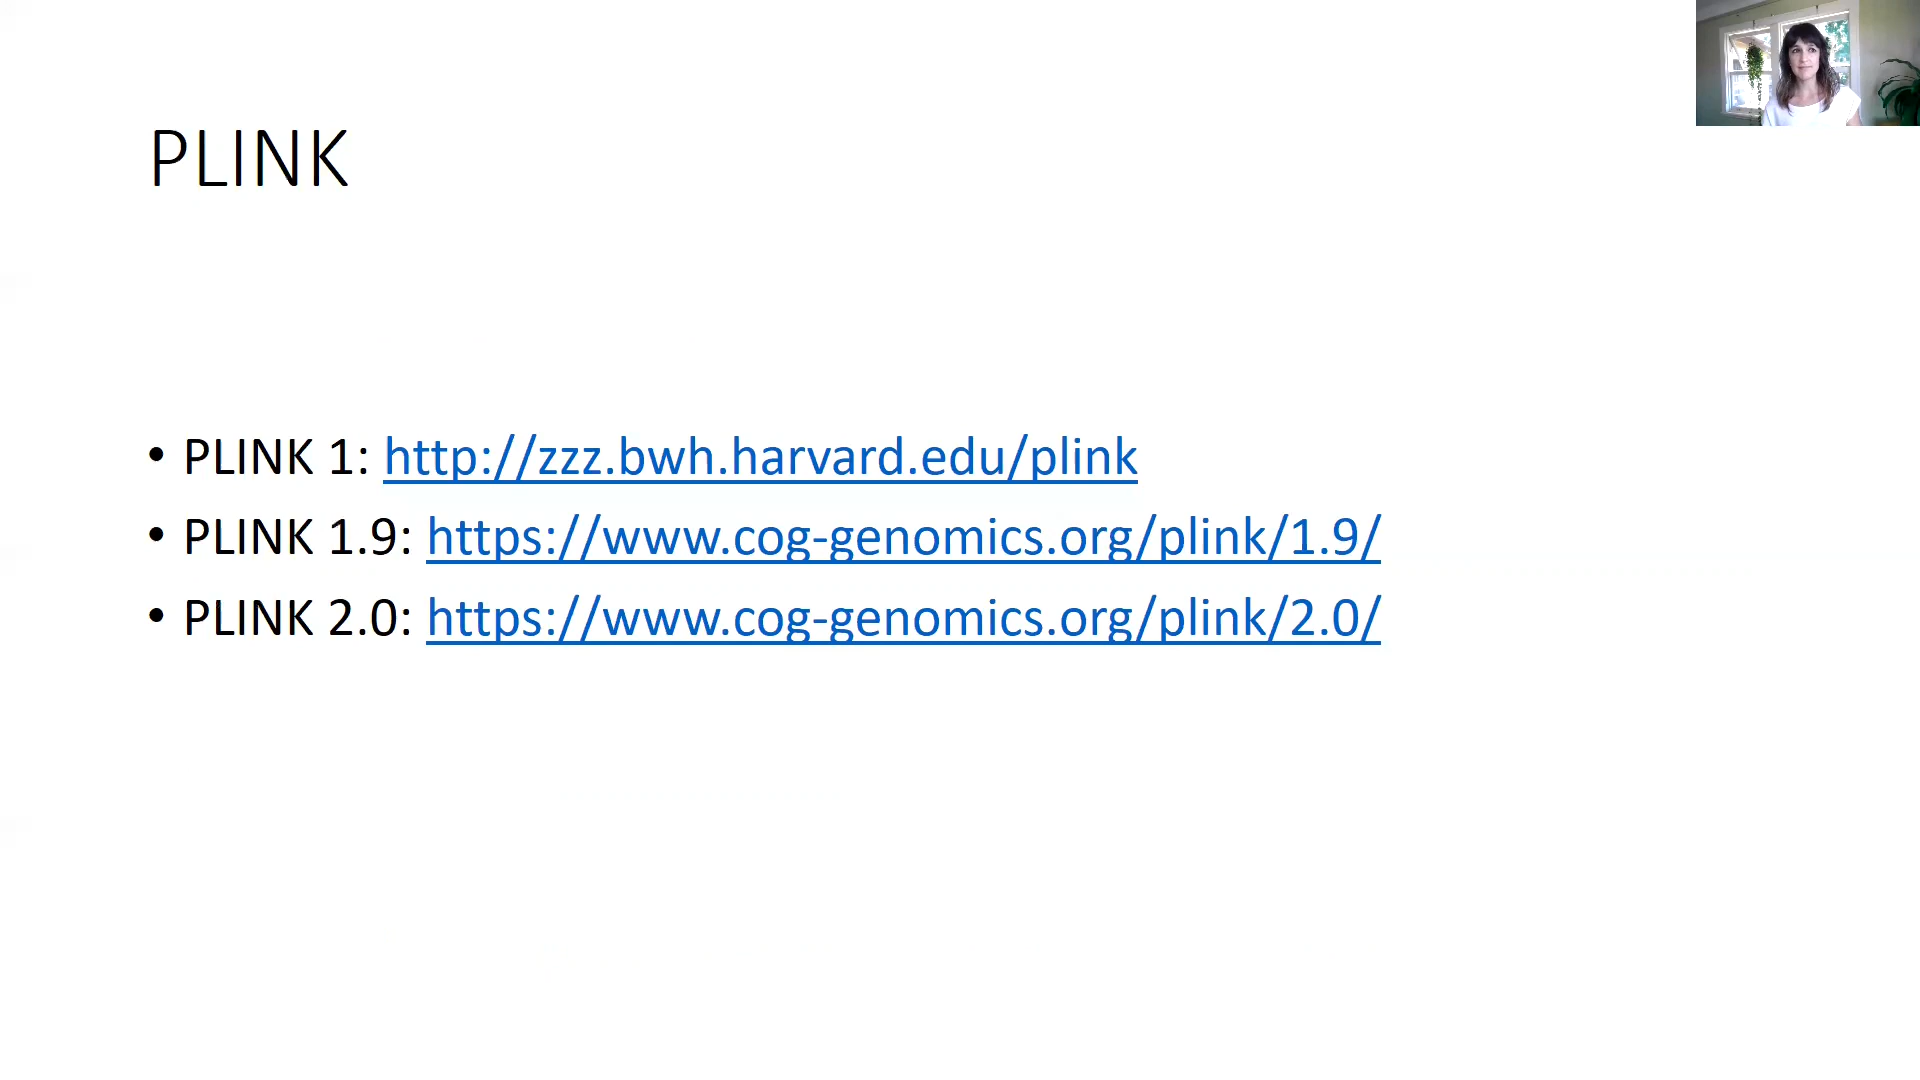 PLINK
• PLINK 1: http://zzz.bwh.harvard.edu/plink
• PLINK 1.9: https://www.cog-genomics.org/plink/1.9/
• PLINK 2.0: https://www.cog-genomics.org/plink/2.0/